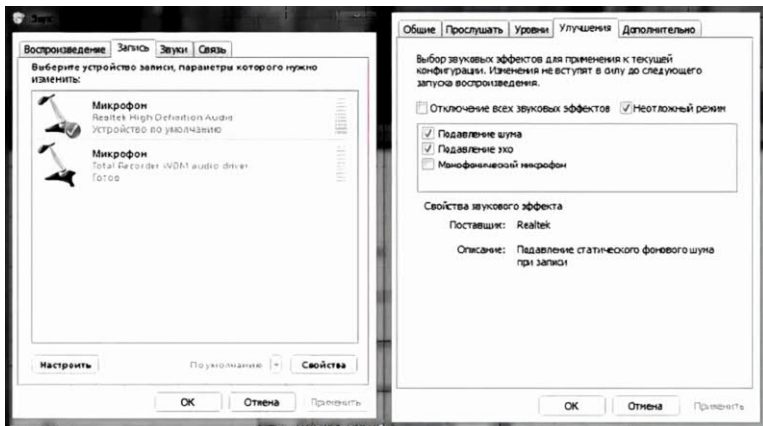 Звук
Воспроизведение Запись Звуки Связь
Выберите устройство записи, параметры которого нужно
изменить:
Микрофон
Realtek High Definition Audio
Устройство по умолчанию
Микрофон
Total Recorder WDM audio driver
Готов
Настроить По умолчанию Свойства
ОК Отмена Применить
Общие Прослушать Уровни Улучшения Дополнительно
Выбор звуковых эффектов для применения к текущей
конфигурации. Изменения не вступят в силу до следующего
запуска воспроизведения.
Отключение всех звуковых эффектов Неотложный режим
Подавление шума
Подавление эхо
Монофонический микрофон
Свойства звукового эффекта
Поставщик: Realtek
Описание: Подавление статического фонового шума
при записи
ОК Отмена Применить